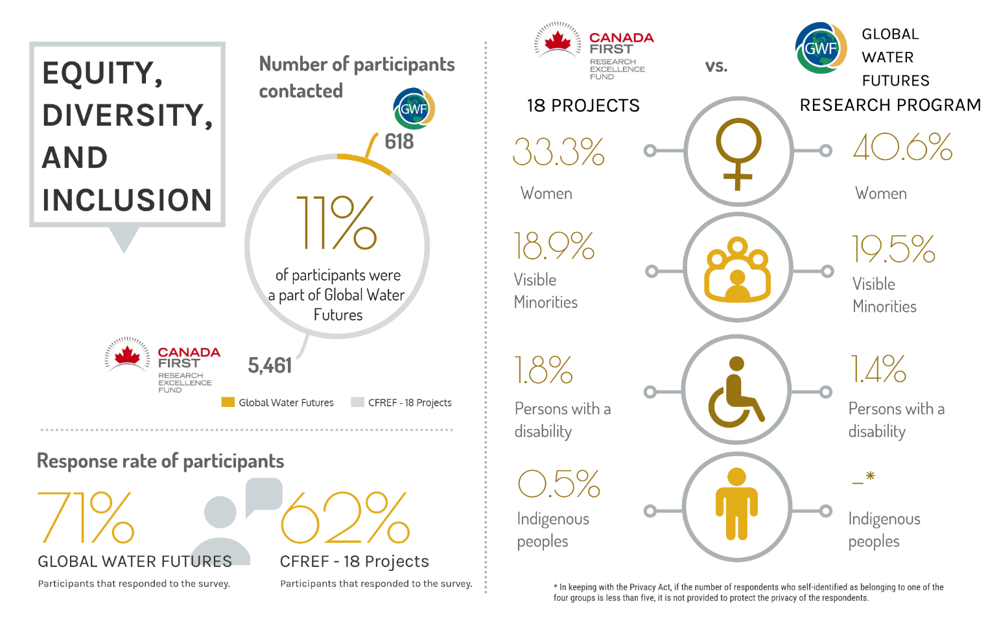 EQUITY,
DIVERSITY,
AND
INCLUSION
Number of participants
contacted
GWF
618
11%
of participants were
a part of Global Water
Futures
CANADA
FIRST
RESEARCH
EXCELLENCE
FUND
5,461
Global Water Futures
CFREF - 18 Projects
Response rate of participants
71%
GLOBAL WATER FUTURES
Participants that responded to the survey.
62%
CFREF - 18 Projects
Participants that responded to the survey.
CANADA
FIRST
RESEARCH
EXCELLENCE
FUND
18 PROJECTS
vs.
GWF
GLOBAL
WATER
FUTURES
RESEARCH PROGRAM
33.3%
Women
40.6%
Women
18.9%
Visible
Minorities
19.5%
Visible
Minorities
1.8%
Persons with a
disability
1.4%
Persons with a
disability
0.5%
Indigenous
peoples
–*
Indigenous
peoples
* In keeping with the Privacy Act, if the number of respondents who self-identified as belonging to one of the
four groups is less than five, it is not provided to protect the privacy of the respondents.